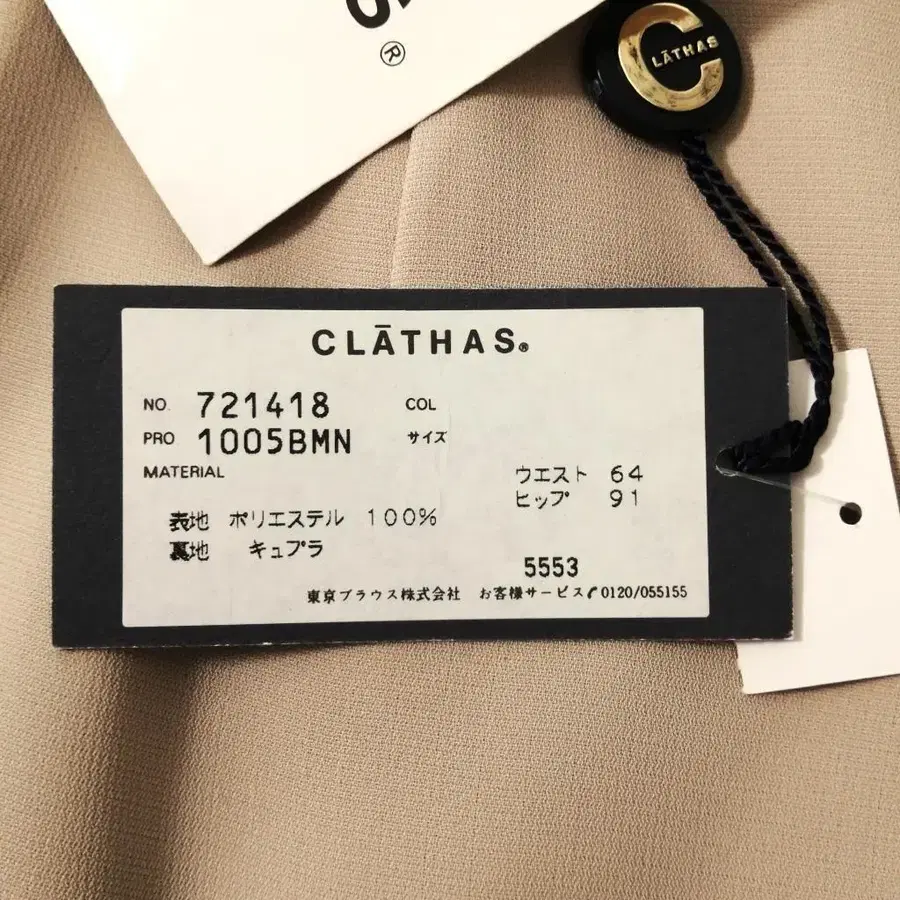 ®
CLĀTHAS
CLĀTHAS®
NO. 721418 COL
PRO 1005BMN サイズ
MATERIAL
ウエスト 64
ヒップ 91
表地 ポリエステル 100%
裏地 キュプラ
5553
東京ブラウス株式会社 お客様サービス✆0120/055155